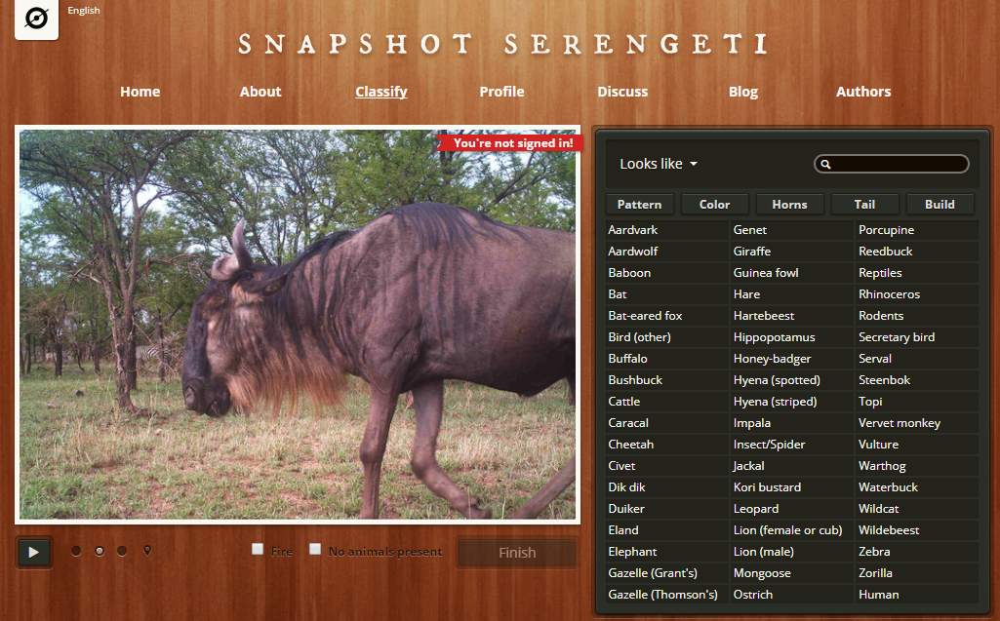 English
SNAPSHOT SERENGETI
Home About Classify Profile Discuss Blog Authors
You're not signed in!
Looks like
Pattern Color Horns Tail Build
Aardvark Genet Porcupine
Aardwolf Giraffe Reedbuck
Baboon Guinea fowl Reptiles
Bat Hare Rhinoceros
Bat-eared fox Hartebeest Rodents
Bird (other) Hippopotamus Secretary bird
Buffalo Honey-badger Serval
Bushbuck Hyena (spotted) Steenbok
Cattle Hyena (striped) Topi
Caracal Impala Vervet monkey
Cheetah Insect/Spider Vulture
Civet Jackal Warthog
Dik dik Kori bustard Waterbuck
Duiker Leopard Wildcat
Eland Lion (female or cub) Wildebeest
Elephant Lion (male) Zebra
Gazelle (Grant's) Mongoose Zorilla
Gazelle (Thomson's) Ostrich Human
Fire No animals present Finish